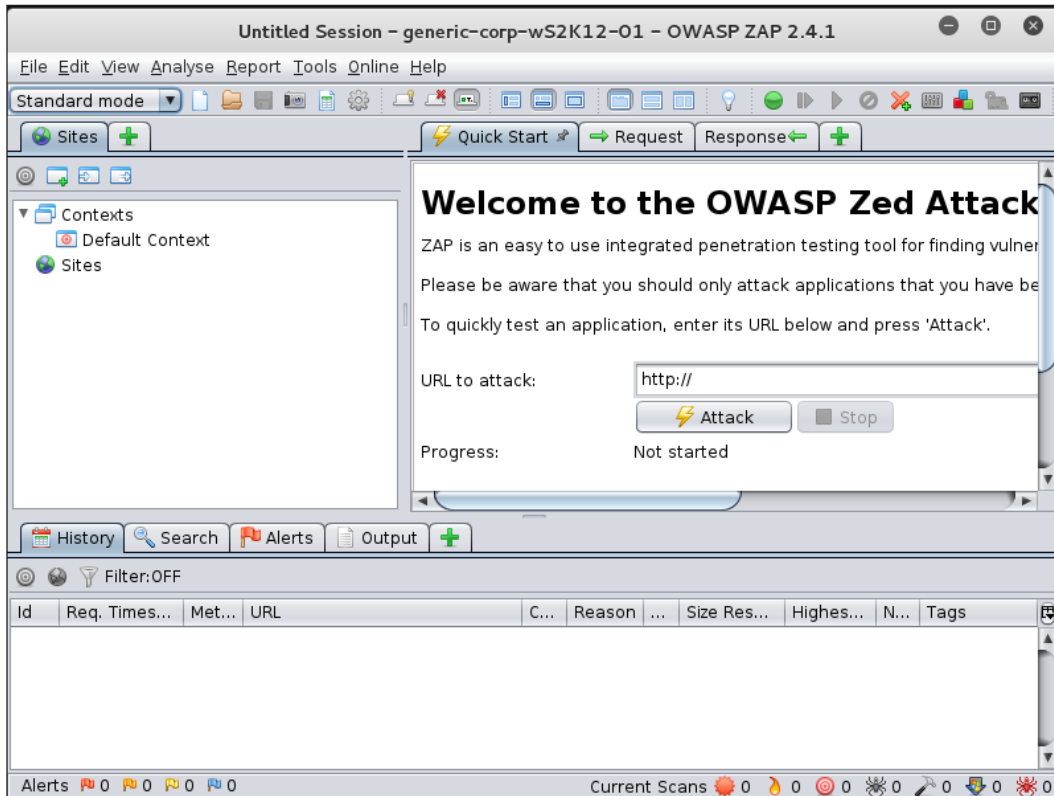 Untitled Session – generic-corp-wS2K12-01 – OWASP ZAP 2.4.1
File Edit View Analyse Report Tools Online Help
Standard mode
Sites
Quick Start
Request
Response
Contexts
Default Context
Sites
Welcome to the OWASP Zed Attack
ZAP is an easy to use integrated penetration testing tool for finding vulner
Please be aware that you should only attack applications that you have be
To quickly test an application, enter its URL below and press 'Attack'.
URL to attack: http://
Attack Stop
Progress: Not started
History Search Alerts Output
Filter:OFF
Id Req. Times... Met... URL C... Reason ... Size Res... Highes... N... Tags
Alerts 0 0 0 0 Current Scans 0 0 0 0 0 0 0